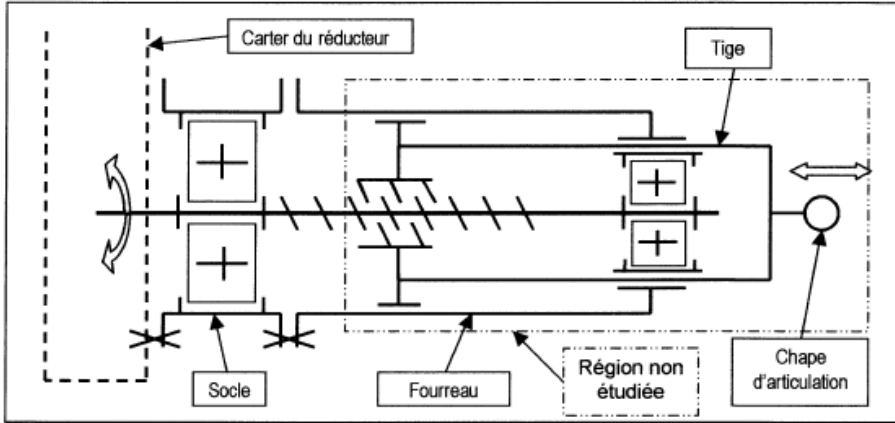 Carter du réducteur
Tige
Socle
Fourreau
Région non
étudiée
Chape
d'articulation